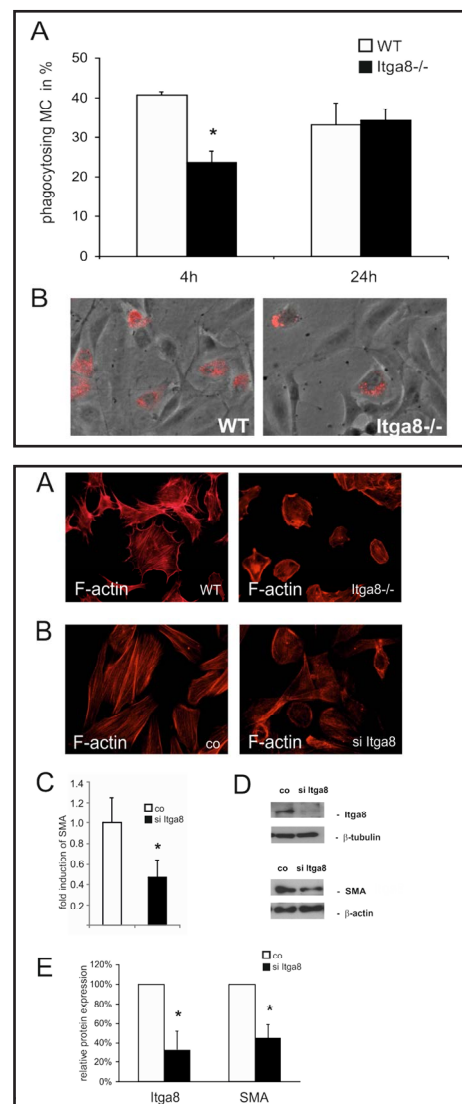 A
WT
Itga8-/-
phagocytosing MC in %
50
40
30
20
10
0
*
4h
24h
B
WT
Itga8-/-
A
F-actin
WT
Itga8-/-
B
F-actin
co
F-actin
si Itga8
C
co
si Itga8
fold induction of SMA
1.4
1.2
1.0
0.8
0.6
0.4
0.2
*
D
co si Itga8
- Itga8
- β-tubulin
co si Itga8
- SMA
- β-actin
E
co
si Itga8
relative protein expression
120%
100%
80%
60%
40%
20%
0%
*
*
Itga8
SMA